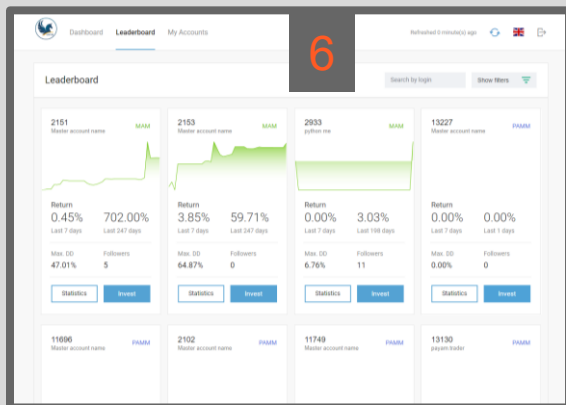 Dashboard Leaderboard My Accounts
6
Refreshed 0 minute(s) ago
Leaderboard
Search by login
Show filters
2151
MAM
Master account name
Return
0.45% 702.00%
Last 7 days Last 247 days
Max. DD Followers
47.01% 5
Statistics Invest
2153
MAM
Master account name
Return
3.85% 59.71%
Last 7 days Last 247 days
Max. DD Followers
64.87% 0
Statistics Invest
2933
MAM
python me
Return
0.00% 3.03%
Last 7 days Last 198 days
Max. DD Followers
6.76% 11
Statistics Invest
13227
PAMM
Master account name
Return
0.00% 0.00%
Last 7 days Last 1 days
Max. DD Followers
0.00% 0
Statistics Invest
11696
PAMM
Master account name
2102
PAMM
Master account name
11749
PAMM
Master account name
13130
PAMM
payam.trader